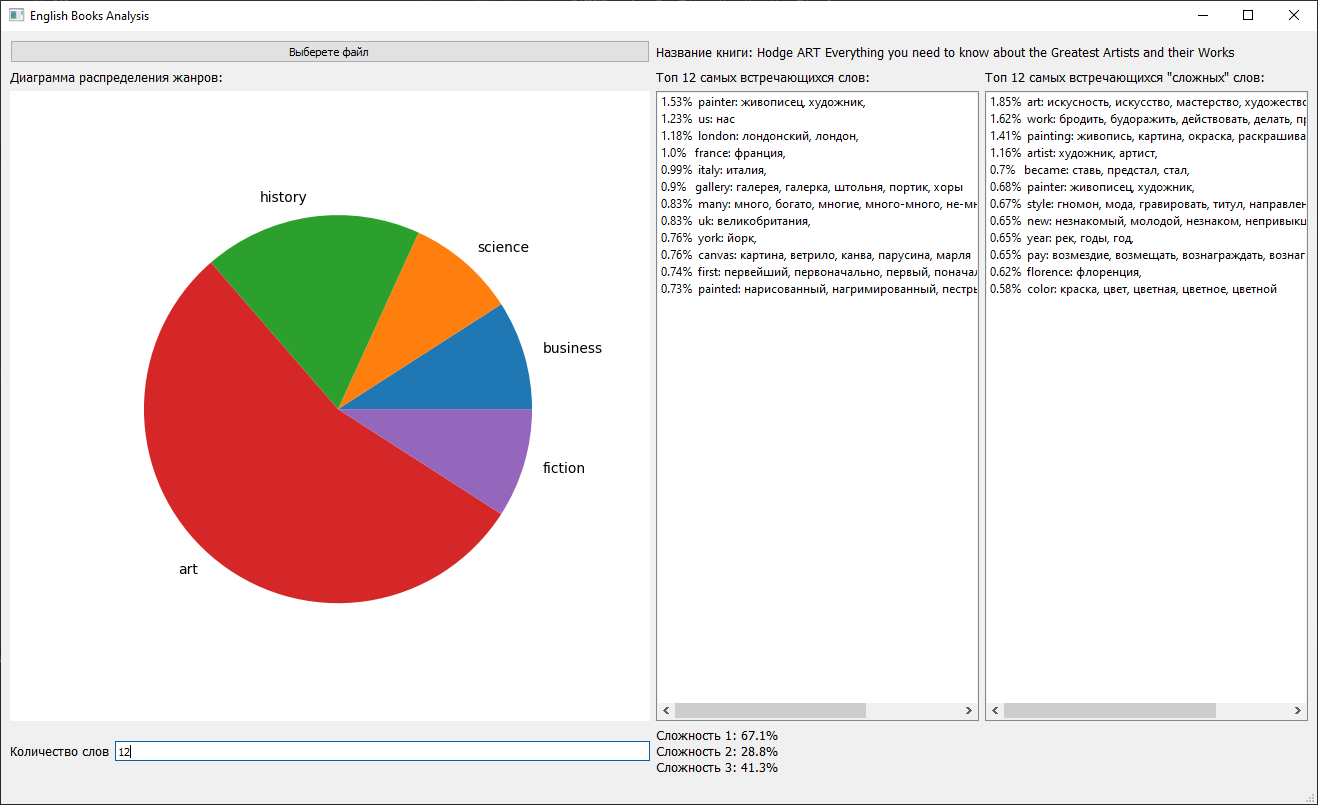 English Books Analysis
Выберете файл
Название книги: Hodge ART Everything you need to know about the Greatest Artists and their Works
Диаграмма распределения жанров:
history
science
business
fiction
art
Количество слов 12
Топ 12 самых встречающихся слов:
1.53% painter: живописец, художник,
1.23% us: нас
1.18% london: лондонский, лондон,
1.0% france: франция,
0.99% italy: италия,
0.9% gallery: галерея, галерка, штольня, портик, хоры
0.83% many: много, богато, многие, много-много, не-мн
0.83% uk: великобритания,
0.76% york: йорк,
0.76% canvas: картина, ветрило, канва, парусина, марля
0.74% first: первейший, первоначально, первый, поначал
0.73% painted: нарисованный, нагримированный, пестры
Топ 12 самых встречающихся "сложных" слов:
1.85% art: искусность, искусство, мастерство, художество
1.62% work: бродить, будоражить, действовать, делать, пр
1.41% painting: живопись, картина, окраска, раскрашива
1.16% artist: художник, артист,
0.7% became: ставь, предстал, стал,
0.68% painter: живописец, художник,
0.67% style: гномон, мода, гравировать, титул, направлен
0.65% new: незнакомый, молодой, незнаком, непривыкш
0.65% year: рек, годы, год,
0.65% pay: возмездие, возмещать, вознаграждать, вознаг
0.62% florence: флоренция,
0.58% color: краска, цвет, цветная, цветное, цветной
Сложность 1: 67.1%
Сложность 2: 28.8%
Сложность 3: 41.3%